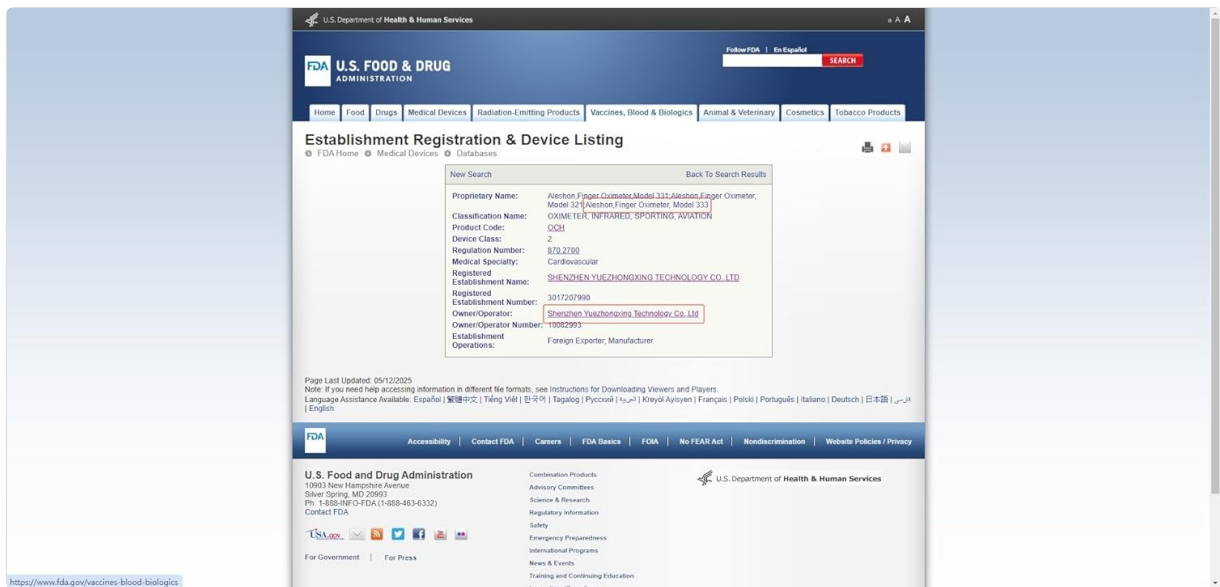 U.S. Department of Health & Human Services
a A A
Follow FDA | En Español
SEARCH
FDA U.S. FOOD & DRUG
ADMINISTRATION
Home Food Drugs Medical Devices Radiation-Emitting Products Vaccines, Blood & Biologics Animal & Veterinary Cosmetics Tobacco Products
Establishment Registration & Device Listing
FDA Home Medical Devices Databases
New Search Back To Search Results
Proprietary Name: Aleshon,Finger Oximeter,Model 331;Aleshon,Finger Oximeter,
Model 321;Aleshon,Finger Oximeter, Model 333
Classification Name: OXIMETER, INFRARED, SPORTING, AVIATION
Product Code: OCH
Device Class: 2
Regulation Number: 870.2700
Medical Specialty: Cardiovascular
Registered
Establishment Name: SHENZHEN YUEZHONGXING TECHNOLOGY CO.,LTD
Registered
Establishment Number: 3017207990
Owner/Operator: Shenzhen Yuezhongxing Technology Co.,Ltd
Owner/Operator Number: 10082993
Establishment
Operations: Foreign Exporter; Manufacturer
Page Last Updated: 05/12/2025
Note: If you need help accessing information in different file formats, see Instructions for Downloading Viewers and Players.
Language Assistance Available: Español | 繁體中文 | Tiếng Việt | 한국어 | Tagalog | Русский | العربية | Kreyòl Ayisyen | Français | Polski | Português | Italiano | Deutsch | 日本語 | فارسی
| English
FDA
Accessibility | Contact FDA | Careers | FDA Basics | FOIA | No FEAR Act | Nondiscrimination | Website Policies / Privacy
U.S. Food and Drug Administration
10903 New Hampshire Avenue
Silver Spring, MD 20993
Ph. 1-888-INFO-FDA (1-888-463-6332)
Contact FDA
USA.gov
For Government | For Press
Combination Products
Advisory Committees
Science & Research
Regulatory Information
Safety
Emergency Preparedness
International Programs
News & Events
Training and Continuing Education
U.S. Department of Health & Human Services
https://www.fda.gov/vaccines-blood-biologics